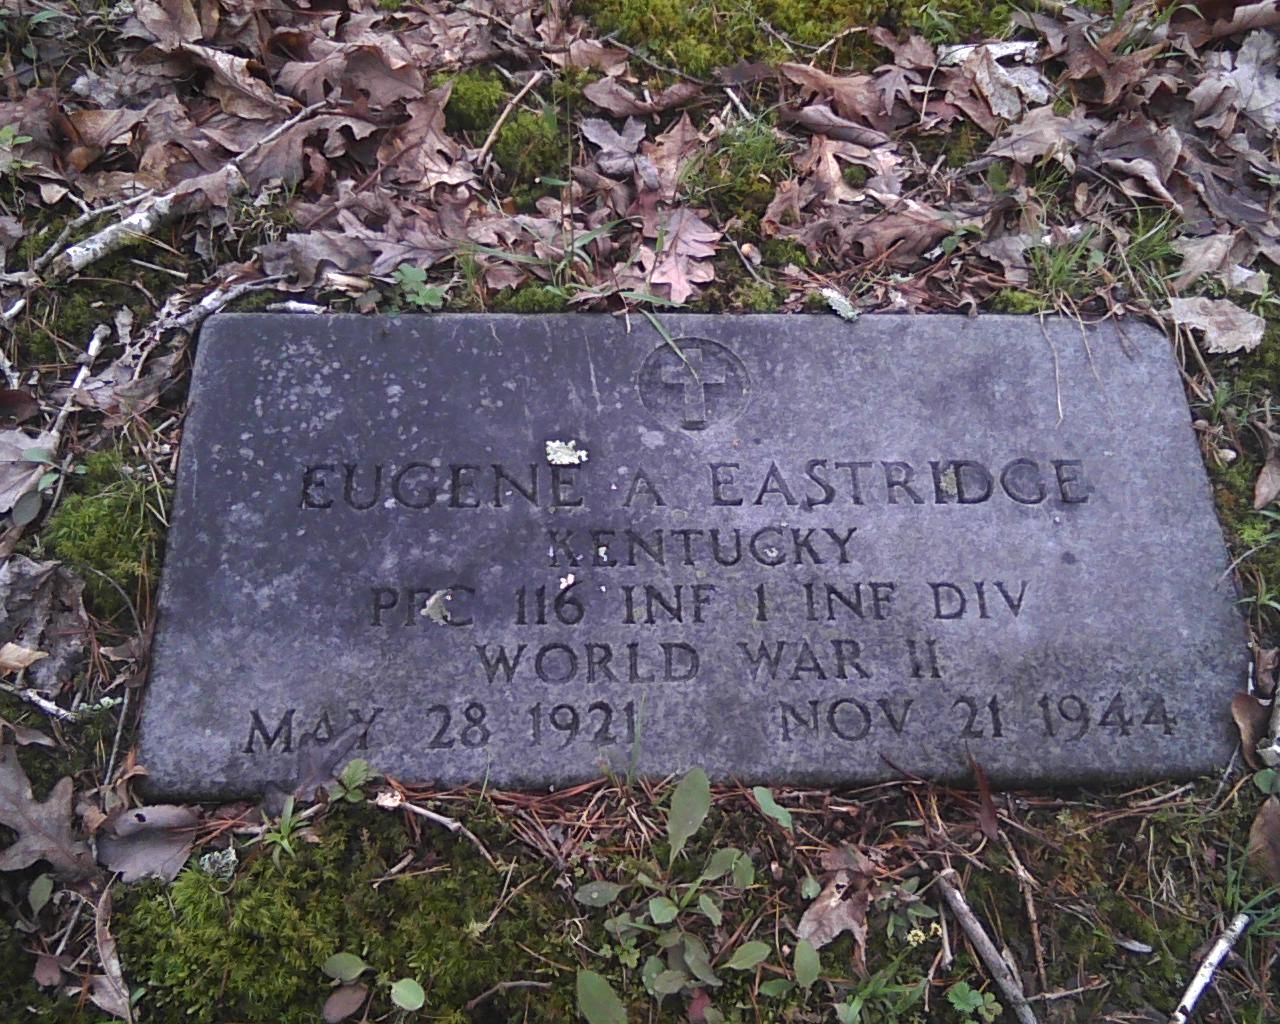 EUGENE A EASTRIDGE
KENTUCKY
PFC 116 INF 1 INF DIV
WORLD WAR II
MAY 28 1921 NOV 21 1944